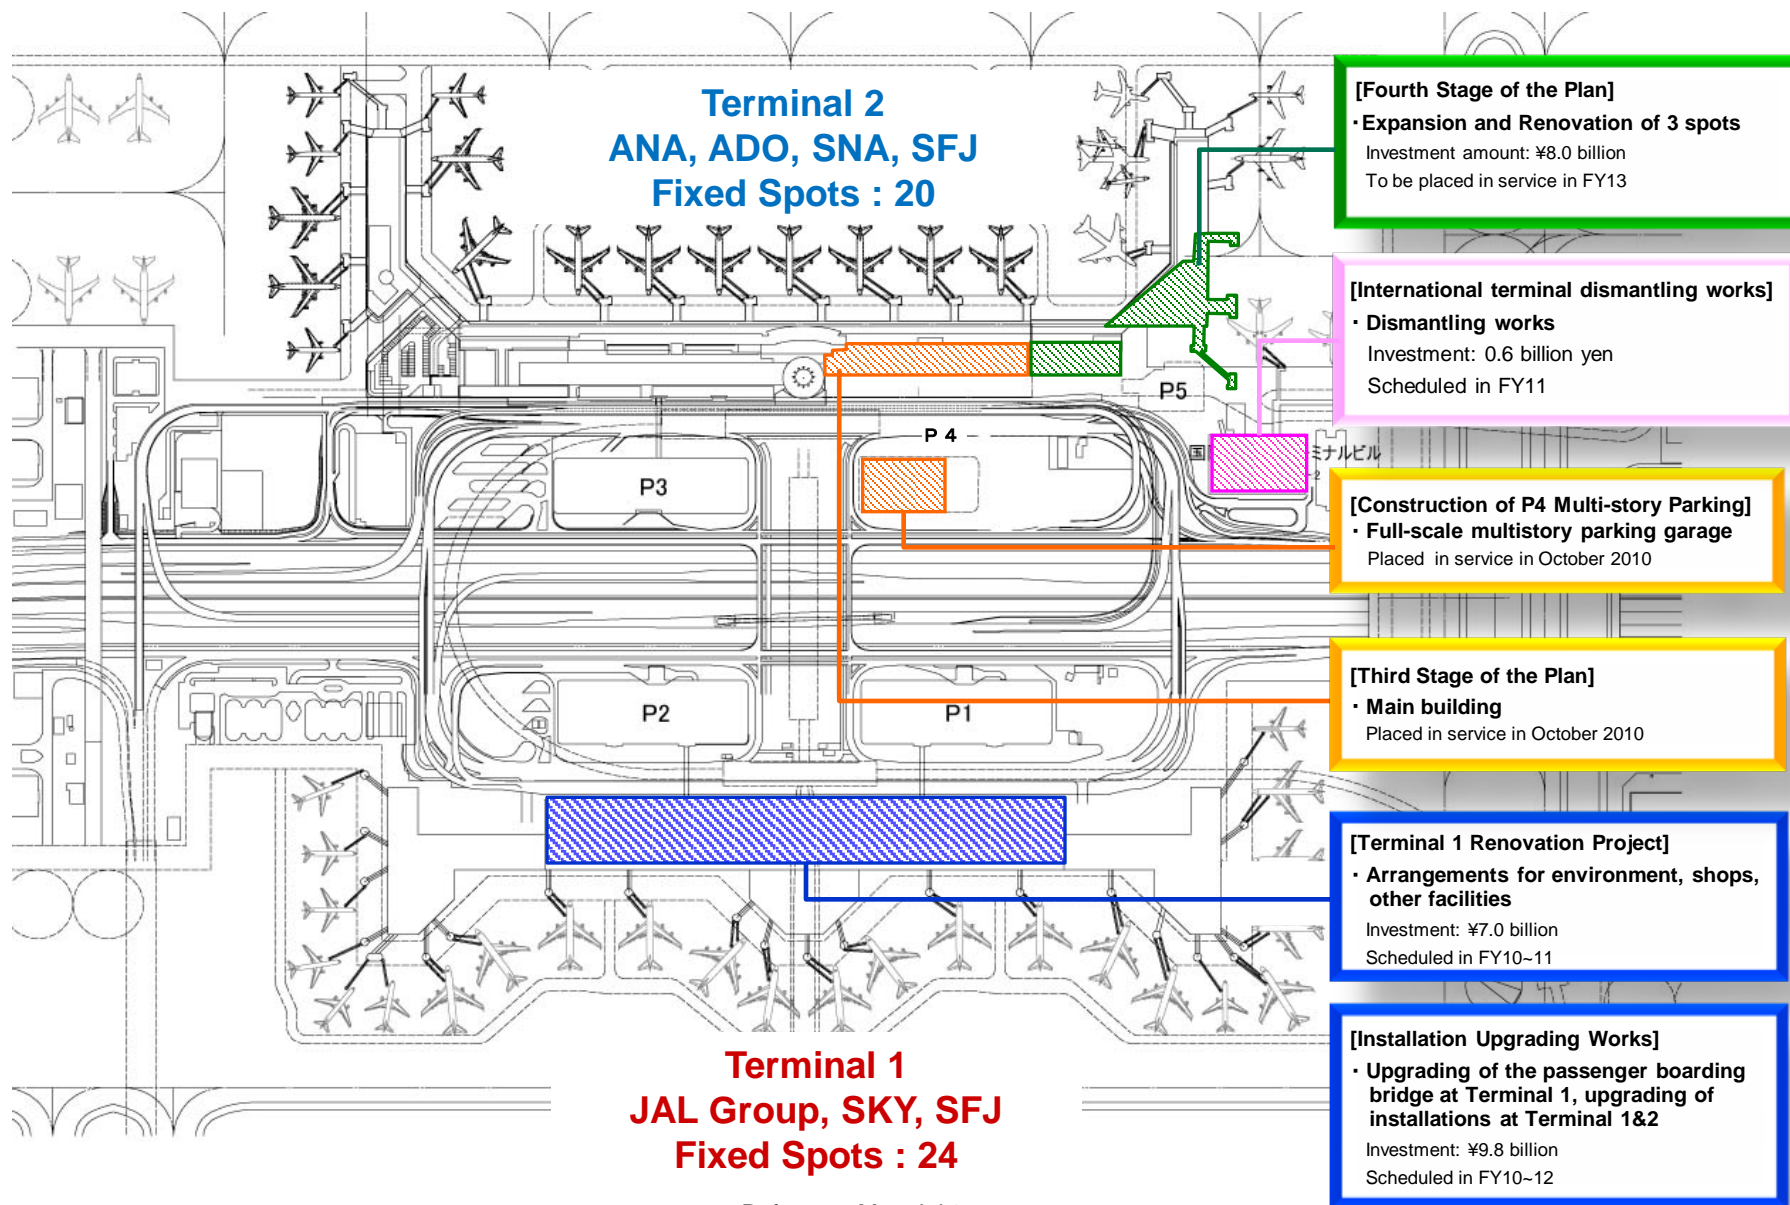 Terminal 2
ANA, ADO, SNA, SFJ
Fixed Spots : 20
P5
P 4
P3
国
ミナルビル
P2
P1
Terminal 1
JAL Group, SKY, SFJ
Fixed Spots : 24
[Fourth Stage of the Plan]
・Expansion and Renovation of 3 spots
Investment amount: ¥8.0 billion
To be placed in service in FY13
[International terminal dismantling works]
・Dismantling works
Investment: 0.6 billion yen
Scheduled in FY11
[Construction of P4 Multi-story Parking]
・Full-scale multistory parking garage
Placed in service in October 2010
[Third Stage of the Plan]
・Main building
Placed in service in October 2010
[Terminal 1 Renovation Project]
・Arrangements for environment, shops,
other facilities
Investment: ¥7.0 billion
Scheduled in FY10~11
[Installation Upgrading Works]
・Upgrading of the passenger boarding
bridge at Terminal 1, upgrading of
installations at Terminal 1&2
Investment: ¥9.8 billion
Scheduled in FY10~12